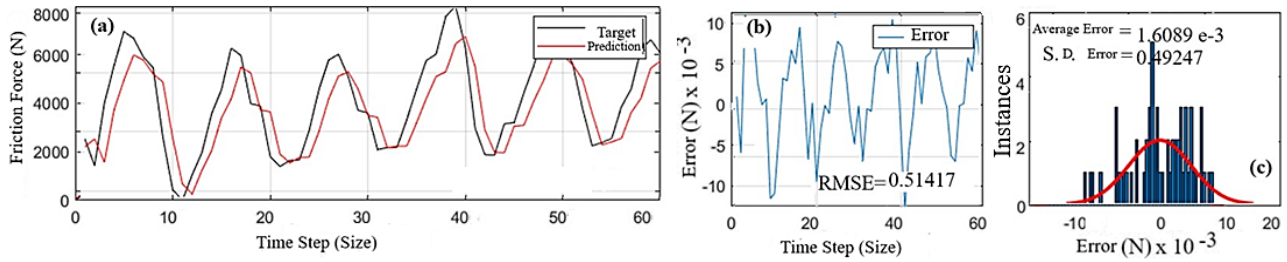 (a)
Target
Prediction
8000
6000
4000
2000
0
Friction Force (N)
0
10
20
30
40
50
60
Time Step (Size)
(b)
Error
10
5
0
-5
-10
Error (N) x 10 -3
RMSE=0.51417
0
20
40
60
Time Step (Size)
Average Error = 1.6089 e-3
S.D. Error = 0.49247
6
4
2
0
Instances
(c)
-10
0
10
20
Error (N) x 10 -3